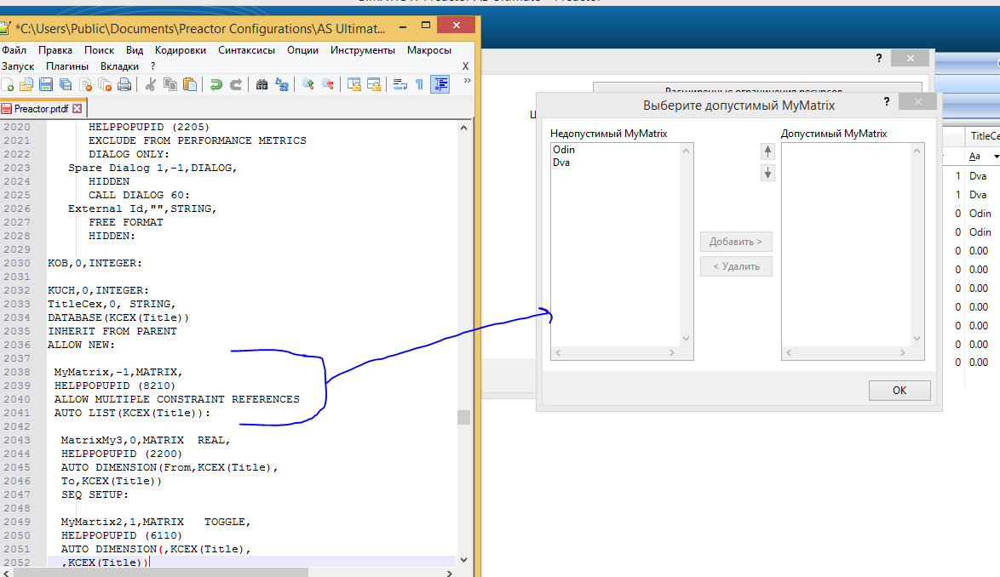 *C:\Users\Public\Documents\Preactor Configurations\AS Ultimat...
Файл Правка Поиск Вид Кодировки Синтаксисы Опции Инструменты Макросы
Запуск Плагины Вкладки ? X
Preactor.prtdf
2020 HELPPOPUPID (2205)
2021 EXCLUDE FROM PERFORMANCE METRICS
2022 DIALOG ONLY:
2023 Spare Dialog 1,-1,DIALOG,
2024 HIDDEN
2025 CALL DIALOG 60:
2026 External Id,"",STRING,
2027 FREE FORMAT
2028 HIDDEN:
2029
2030 KOB,0,INTEGER:
2031
2032 KUCH,0,INTEGER:
2033 TitleCex,0, STRING,
2034 DATABASE(KCEX(Title))
2035 INHERIT FROM PARENT
2036 ALLOW NEW:
2037
2038 MyMatrix,-1,MATRIX,
2039 HELPPOPUPID (8210)
2040 ALLOW MULTIPLE CONSTRAINT REFERENCES
2041 AUTO LIST(KCEX(Title)):
2042
2043 MatrixMy3,0,MATRIX REAL,
2044 HELPPOPUPID (2200)
2045 AUTO DIMENSION(From,KCEX(Title),
2046 To,KCEX(Title))
2047 SEQ SETUP:
2048
2049 MyMartix2,1,MATRIX TOGGLE,
2050 HELPPOPUPID (6110)
2051 AUTO DIMENSION(,KCEX(Title),
2052 ,KCEX(Title))
? 
Расширенные ограничения ресурсов
Выберите допустимый MyMatrix ?
Недопустимый MyMatrix
Odin
Dva
Добавить >
< Удалить
Допустимый MyMatrix
OK
TitleCe
Aa
1 Dva
1 Dva
0 Odin
0 Odin
0 0.00
0 0.00
0 0.00
0 0.00
0 0.00
0 0.00
0 0.00